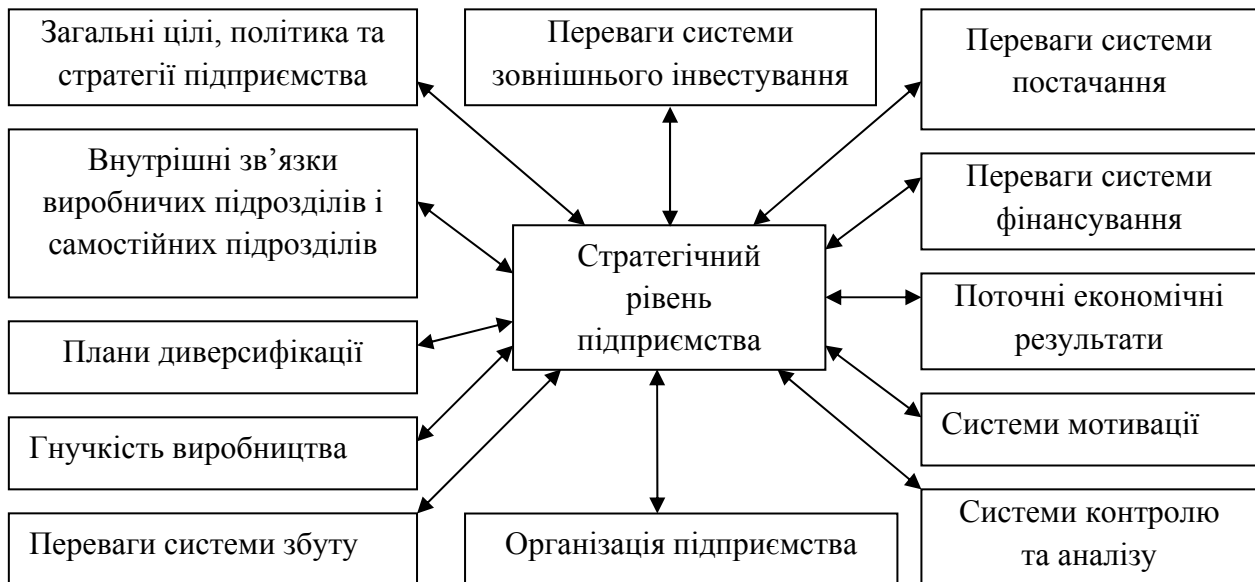 Загальні цілі, політика та
стратегії підприємства
Переваги системи
зовнішнього інвестування
Переваги системи
постачання
Внутрішні зв’язки
виробничих підрозділів і
самостійних підрозділів
Переваги системи
фінансування
Стратегічний
рівень
підприємства
Поточні економічні
результати
Плани диверсифікації
Гнучкість виробництва
Системи мотивації
Переваги системи збуту
Організація підприємства
Системи контролю
та аналізу